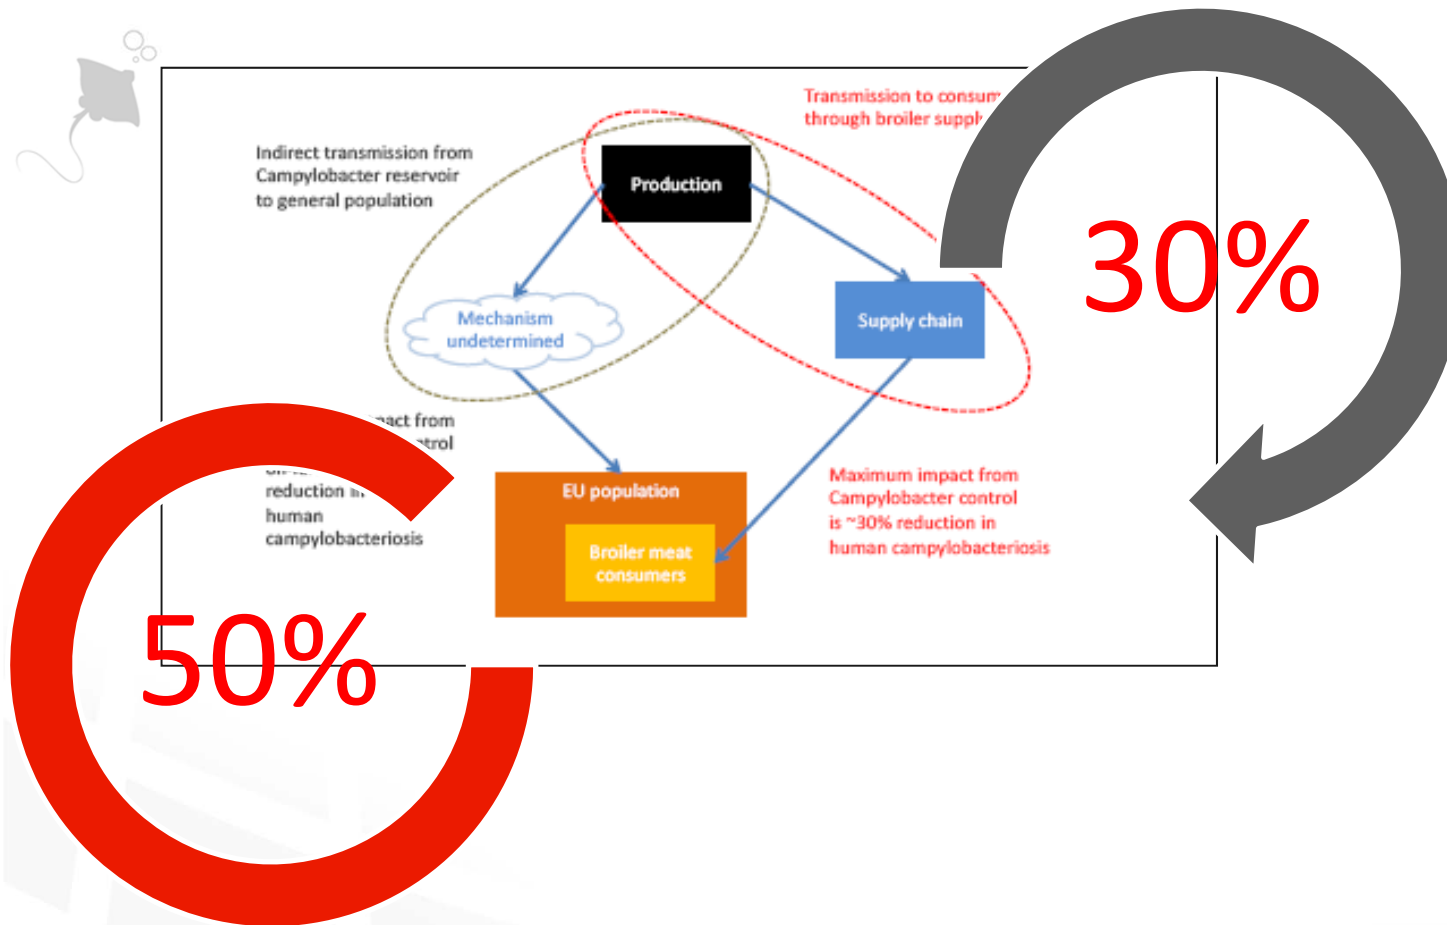 Transmission to consum
through broiler suppl
Indirect transmission from
Campylobacter reservoir
to general population
Production
30%
Mechanism
undetermined
Supply chain
from
reduction in
human
campylobacteriosis
EU population
Broiler meat
consumers
Maximum impact from
Campylobacter control
is ~30% reduction in
human campylobacteriosis
50%